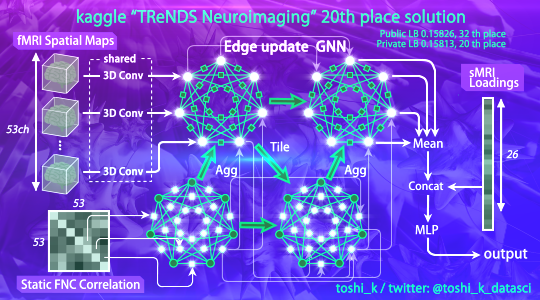 kaggle “TReNDS Neuroimaging” 20th place solution
Public LB 0.15826, 32 th place
Private LB 0.15813, 20 th place
fMRI Spatial Maps
Edge update GNN
shared
3D Conv
3D Conv
3D Conv
53ch
sMRI
Loadings
26
Mean
Tile
Agg
Agg
Concat
MLP
output
53
53
Static FNC Correlation
toshi_k / twitter: @toshi_k_datasci